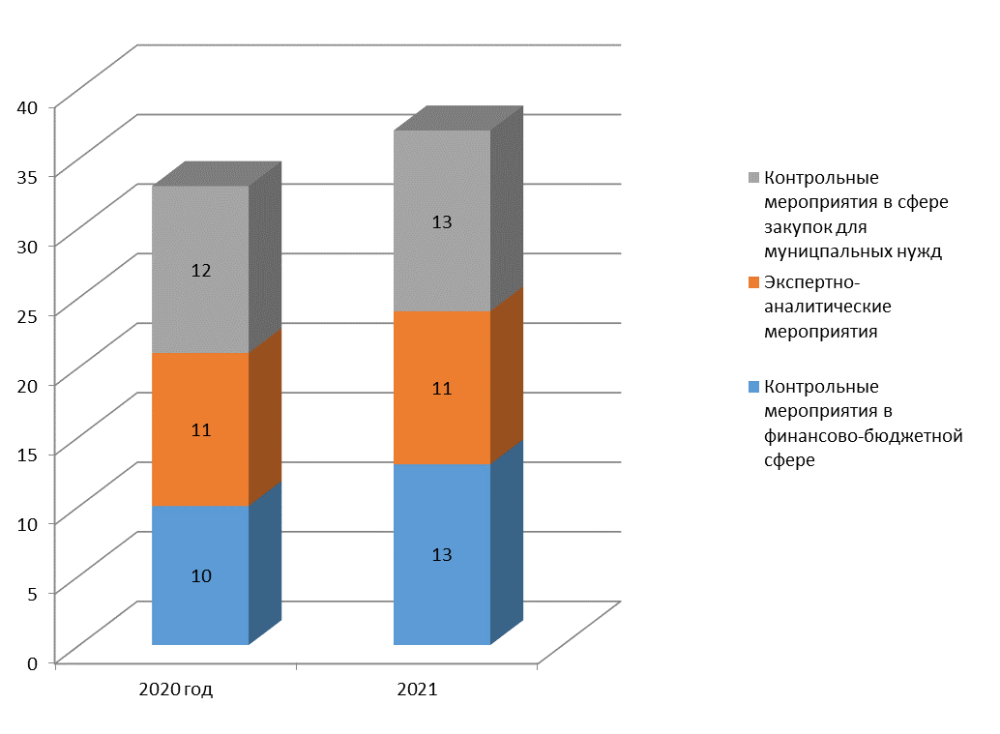 40
35
30
25
20
15
10
5
0
12
11
10
13
11
13
2020 год
2021
Контрольные
мероприятия в сфере
закупок для
муницпальных нужд
Экспертно-
аналитические
мероприятия
Контрольные
мероприятия в
финансово-бюджетной
сфере